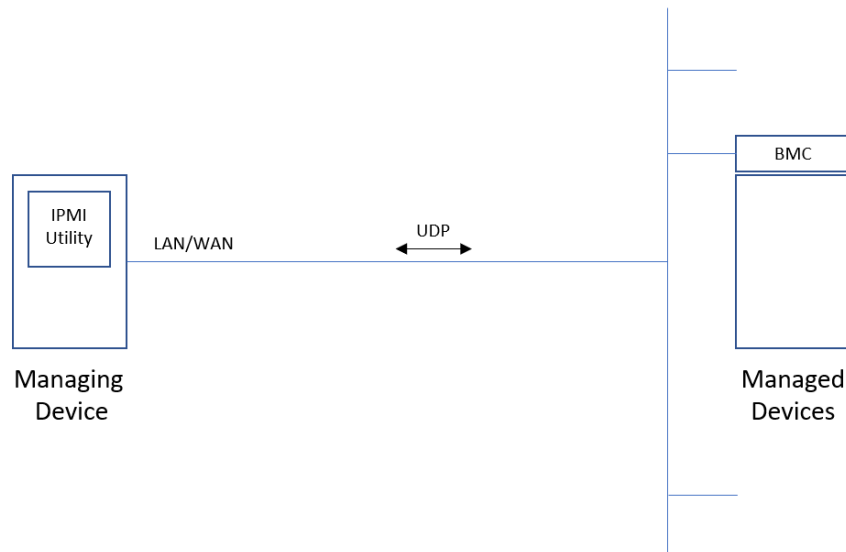 IPMI
Utility
LAN/WAN
UDP
BMC
Managing
Device
Managed
Devices